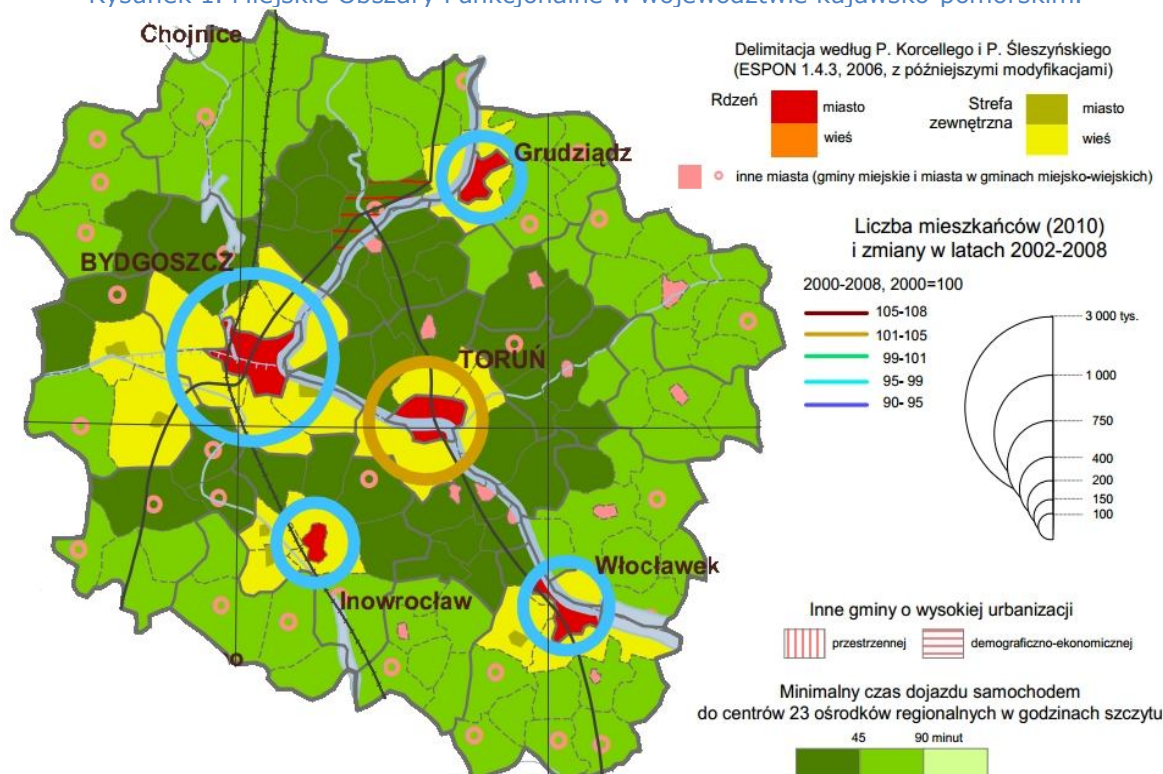 Rysunek 1. Miejskie Obszary Funkcjonalne w województwie kujawsko-pomorskim.
Chojnice
Grudziądz
BYDGOSZCZ
TORUŃ
Włocławek
Inowrocław
Delimitacja według P. Korcellego i P. Śleszyńskiego
(ESPON 1.4.3, 2006, z późniejszymi modyfikacjami)
Rdzeń
miasto
wieś
Strefa
zewnętrzna
miasto
wieś
inne miasta (gminy miejskie i miasta w gminach miejsko-wiejskich)
Liczba mieszkańców (2010)
i zmiany w latach 2002-2008
2000-2008, 2000=100
105-108
101-105
99-101
95- 99
90- 95
3 000 tys.
1 000
750
400
200
150
100
Inne gminy o wysokiej urbanizacji
przestrzennej
demograficzno-ekonomicznej
Minimalny czas dojazdu samochodem
do centrów 23 ośrodków regionalnych w godzinach szczytu
45
90 minut